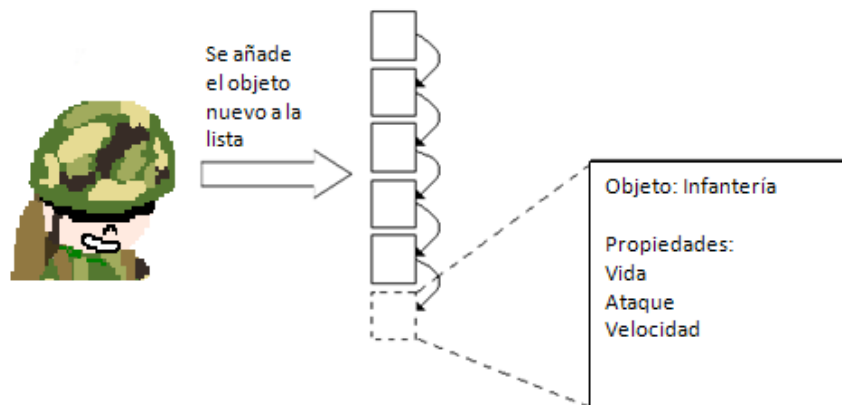 Se añade
el objeto
nuevo a la
lista
Objeto: Infantería
Propiedades:
Vida
Ataque
Velocidad